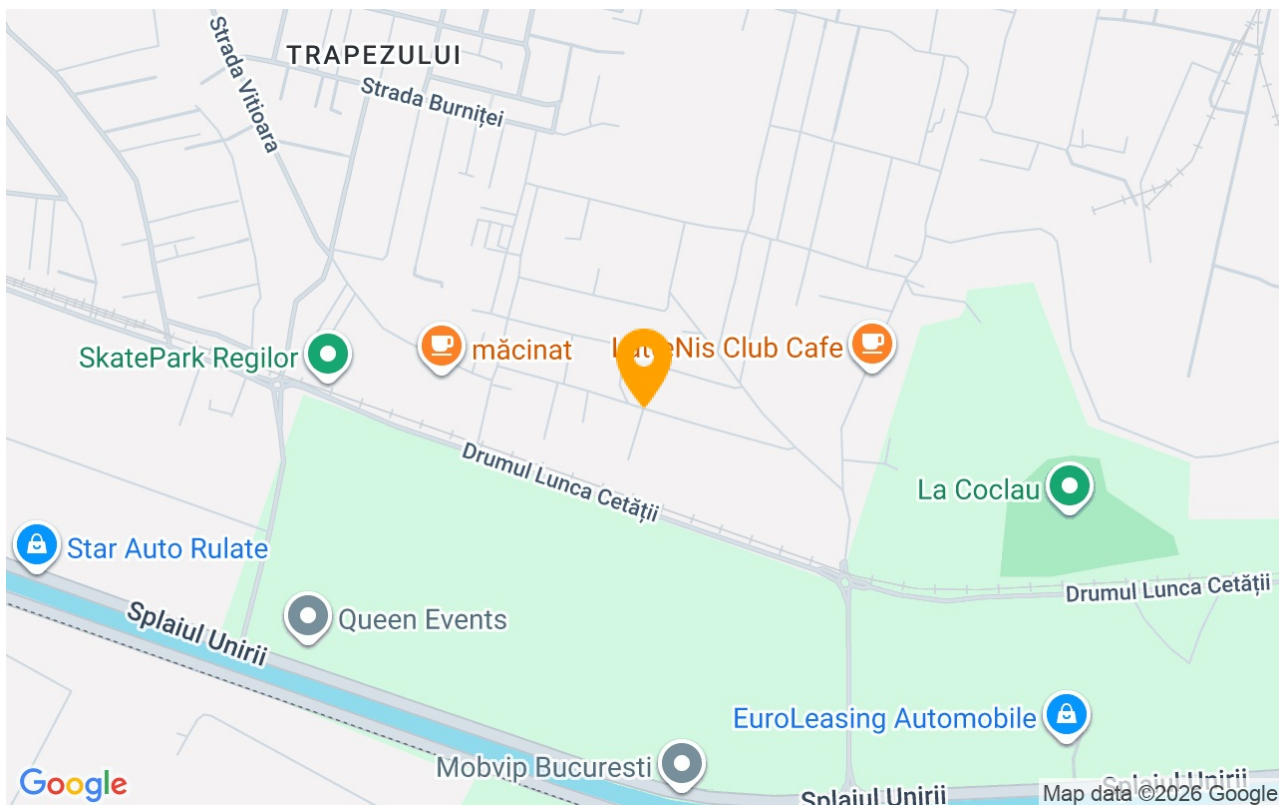 TRAPEZULUI
Strada Vitioara
Strada Burniței
SkatePark Regilor
măcinat
Nis Club Cafe
Drumul Lunca Cetății
La Coclau
Star Auto Rulate
Drumul Lunca Cetății
Splaiul Unirii
Queen Events
EuroLeasing Automobile
Mobvip Bucuresti
Splaiul Unirii
Splaiul Unirii
Google
Map data ©2026 Google